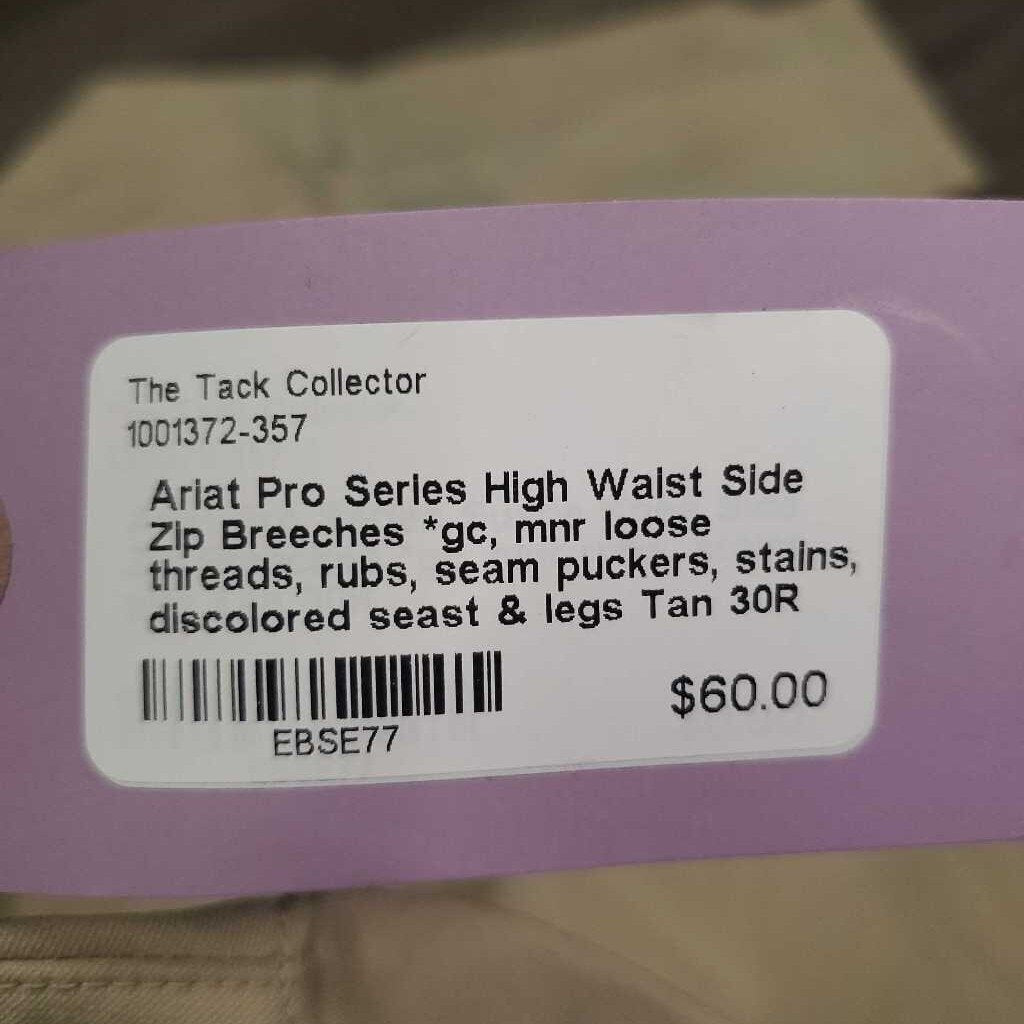 The Tack Collector
1001372-357
Ariat Pro Series High Waist Side
Zip Breeches *gc, mnr loose
threads, rubs, seam puckers, stains,
discolored seast & legs Tan 30R
$60.00
EBSE77